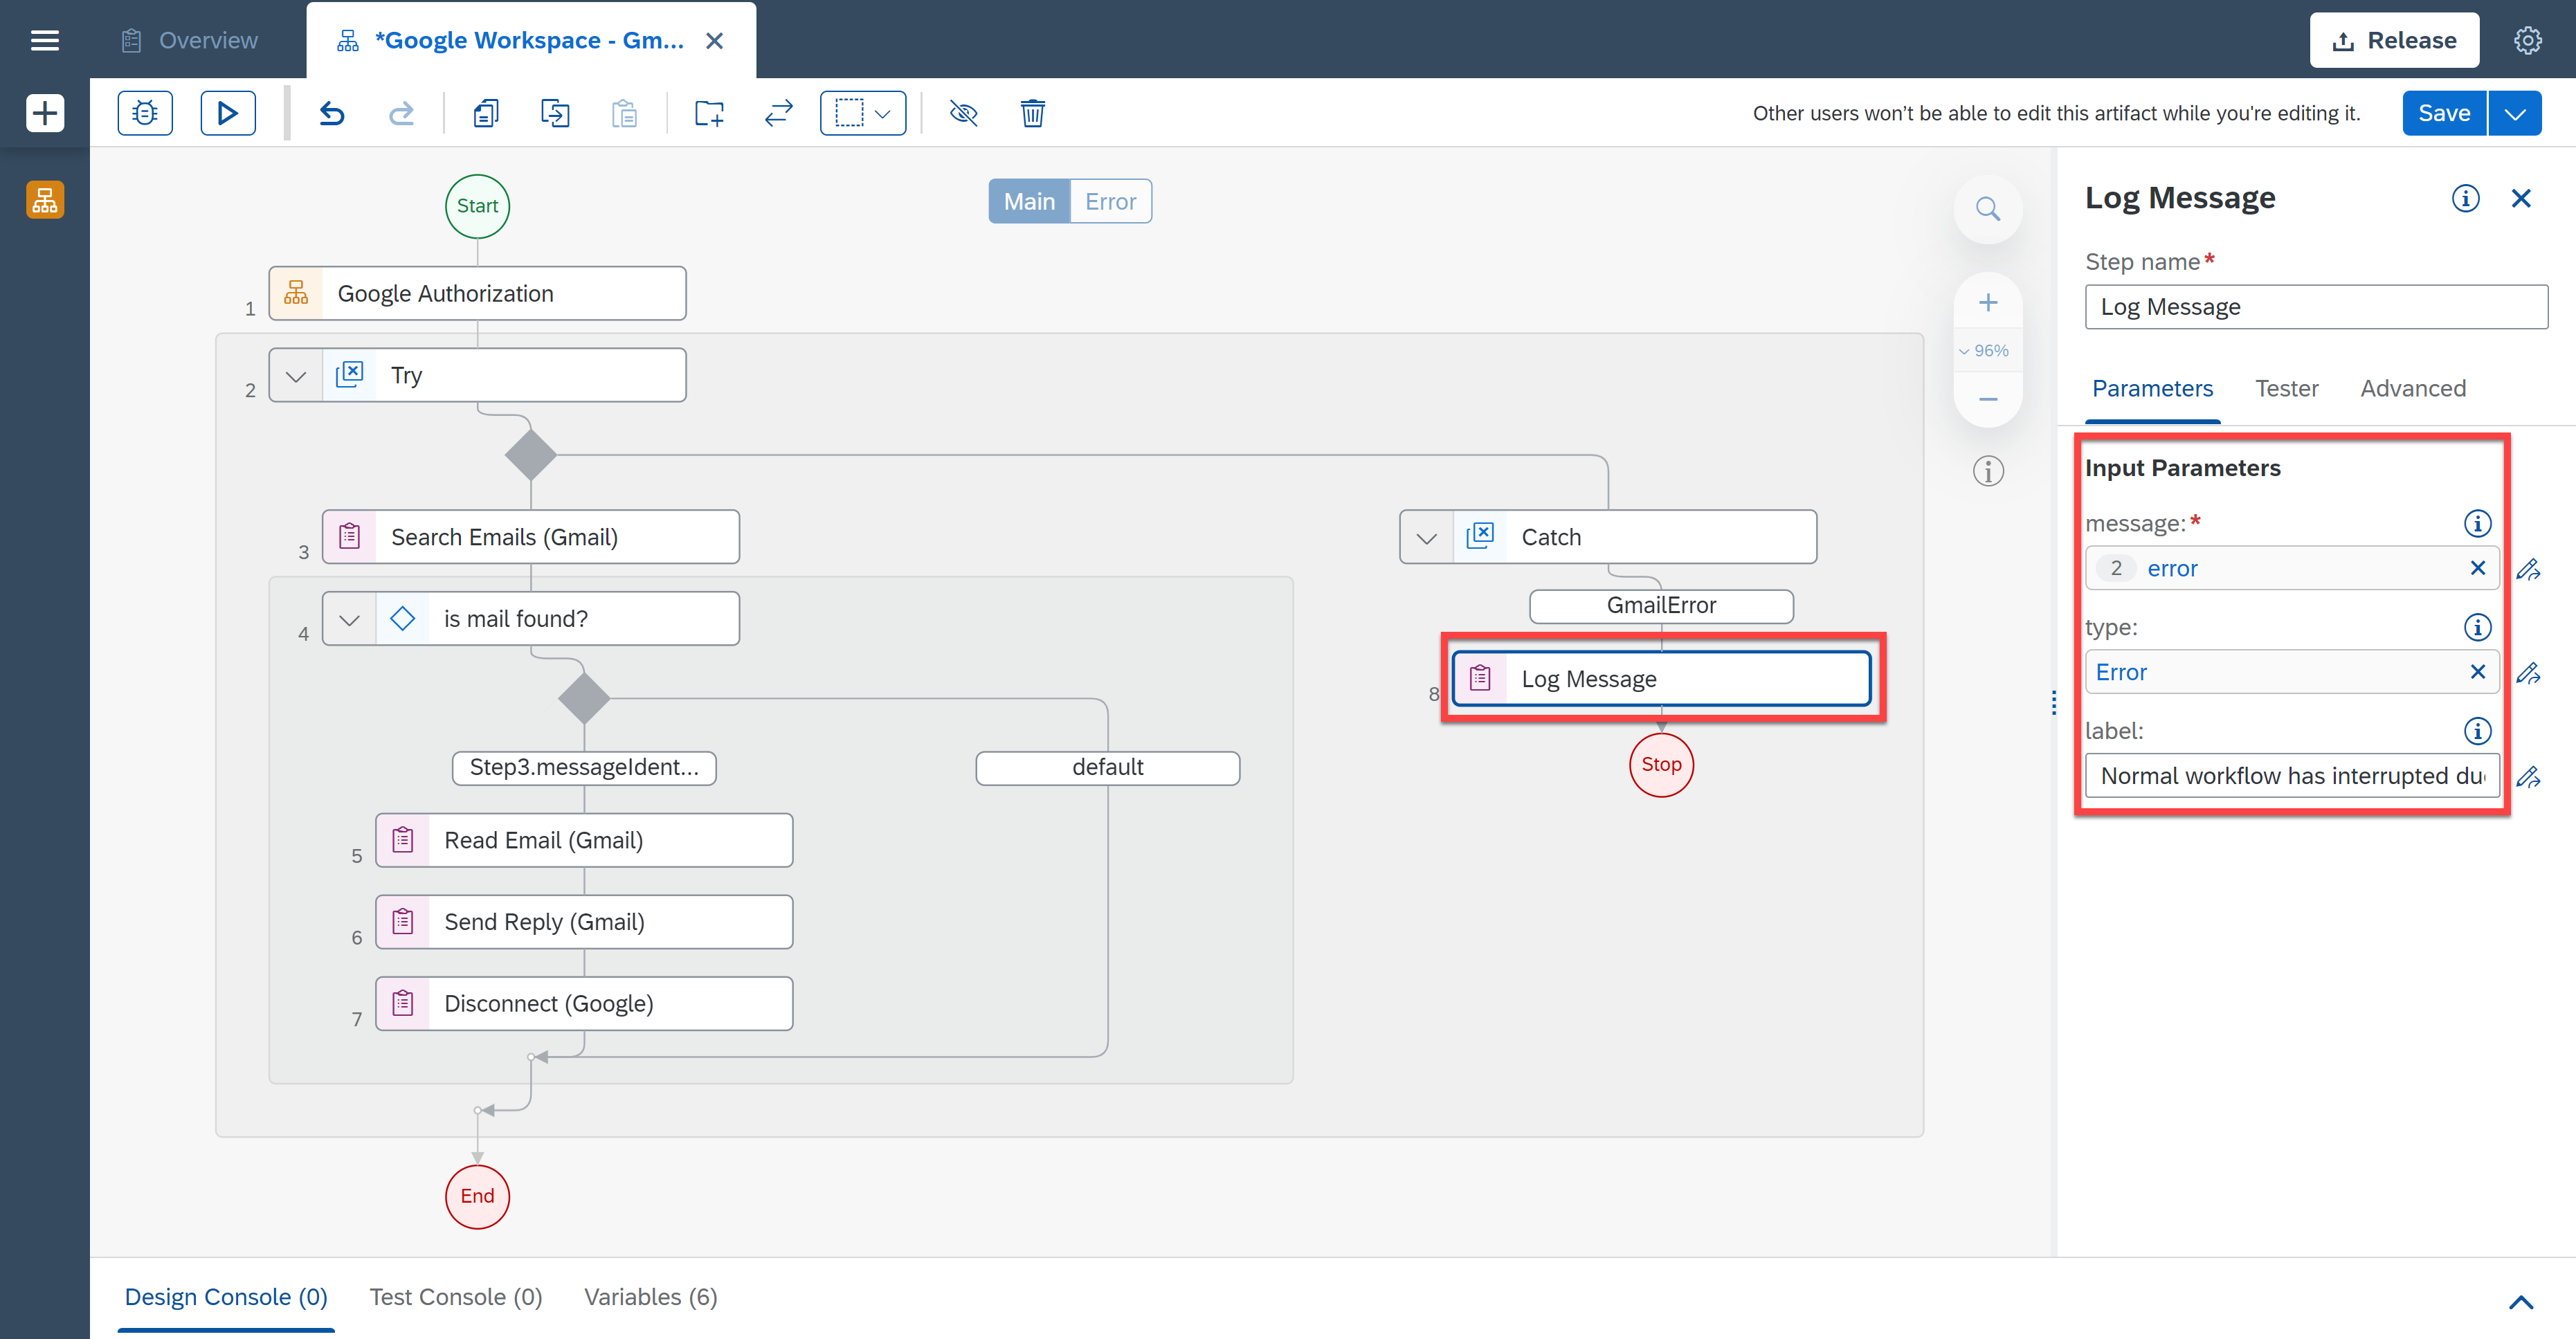 Overview
*Google Workspace - Gm...
Release
Other users won't be able to edit this artifact while you're editing it.
Save
Start
Main
Error
1
Google Authorization
2
Try
3
Search Emails (Gmail)
4
is mail found?
Step3.messageIdent...
default
5
Read Email (Gmail)
6
Send Reply (Gmail)
7
Disconnect (Google)
End
Catch
GmailError
8
Log Message
Stop
96%
Log Message
Step name*
Log Message
Parameters
Tester
Advanced
Input Parameters
message:*
2 error
type:
Error
label:
Normal workflow has interrupted du
Design Console (0)
Test Console (0)
Variables (6)